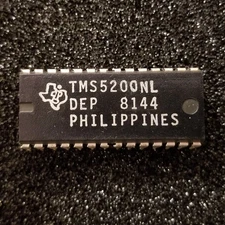 TMS5200NL
DEP 8144
PHILIPPINES